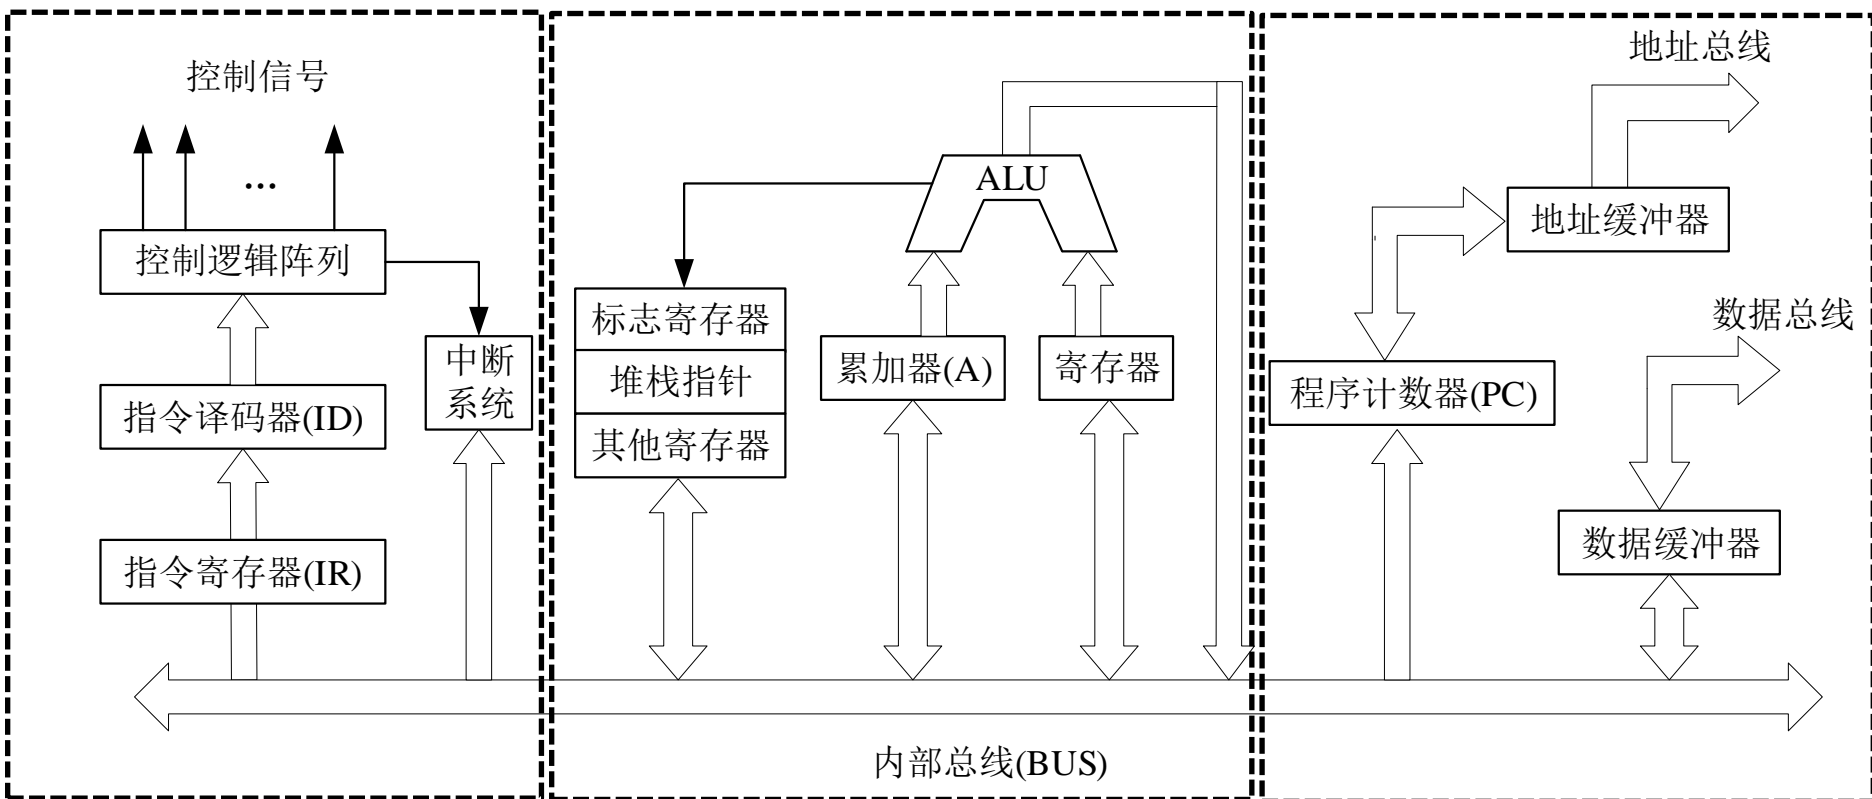 控制信号
...
控制逻辑阵列
中断
系统
指令译码器(ID)
指令寄存器(IR)
ALU
标志寄存器
堆栈指针
其他寄存器
累加器(A)
寄存器
地址总线
地址缓冲器
数据总线
程序计数器(PC)
数据缓冲器
内部总线(BUS)